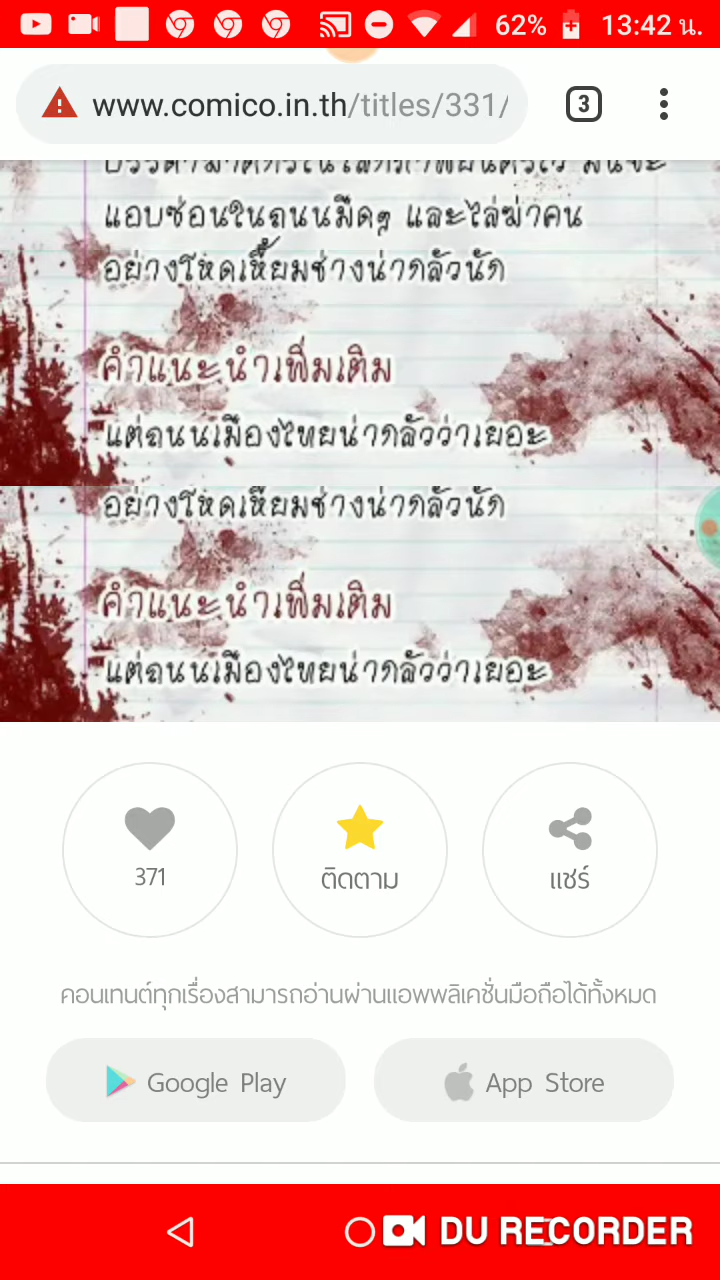 62% 13:42 น.
www.comico.in.th/titles/331/
3
แอบซ่อนในถนนมืดๆ และไล่ฆ่าคน
อย่างโหดเหี้ยมช่างน่ากลัวนัก
คำแนะนำเพิ่มเติม
แต่ถนนเมืองไทยน่ากลัวว่าเยอะ
อย่างโหดเหี้ยมช่างน่ากลัวนัก
คำแนะนำเพิ่มเติม
แต่ถนนเมืองไทยน่ากลัวว่าเยอะ
371 ติดตาม แชร์
คอนเทนต์ทุกเรื่องสามารถอ่านผ่านแอพพลิเคชั่นมือถือได้ทั้งหมด
Google Play App Store
DU RECORDER